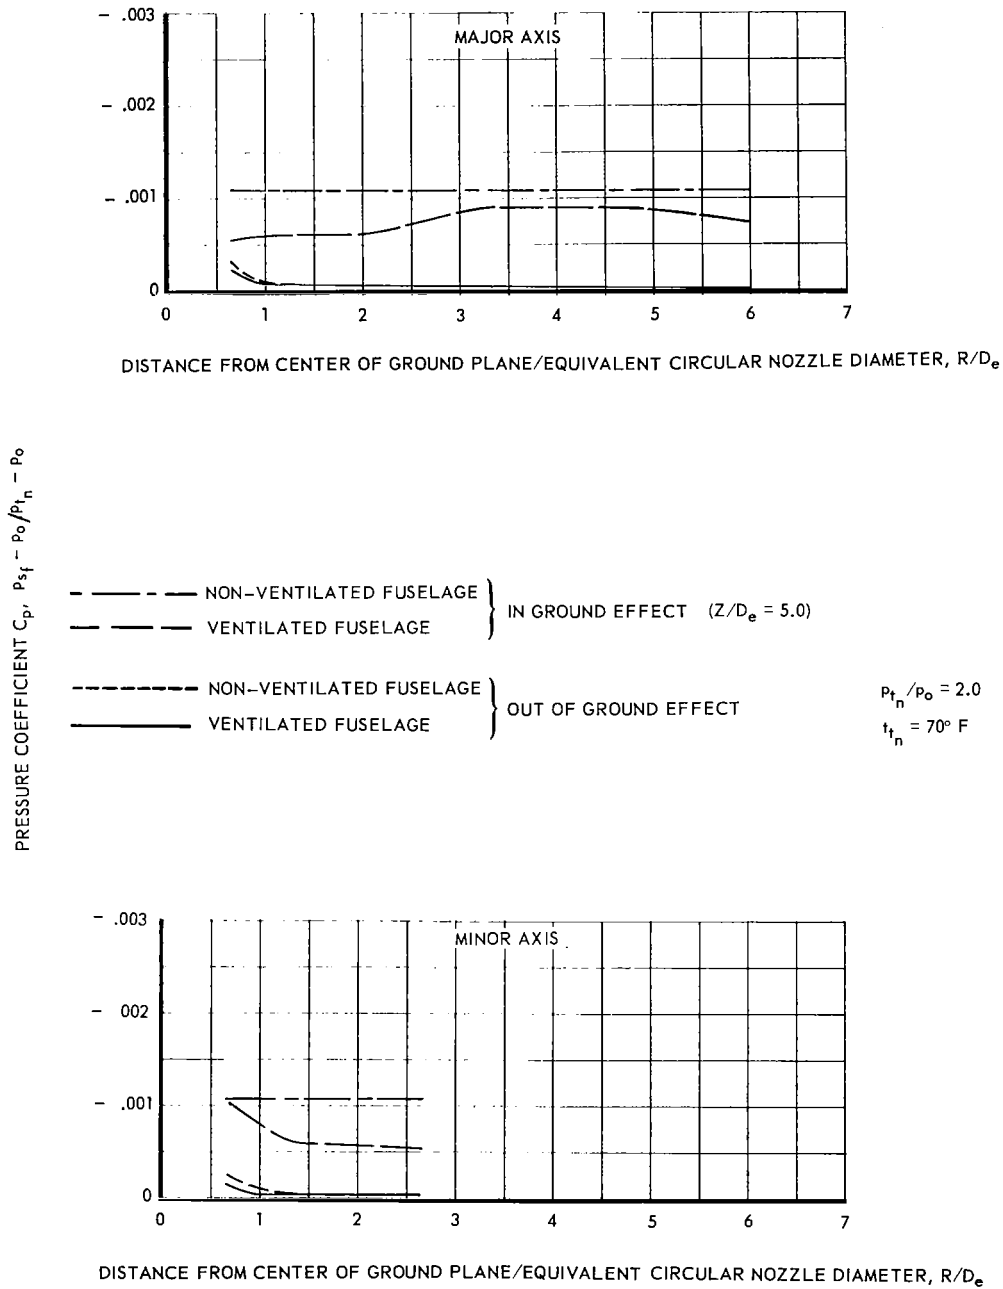 - .003
MAJOR AXIS
- .002
- .001
0
0 1 2 3 4 5 6 7
DISTANCE FROM CENTER OF GROUND PLANE/EQUIVALENT CIRCULAR NOZZLE DIAMETER, R/De
PRESSURE COEFFICIENT Cp, psf - po/ptn - po
NON-VENTILATED FUSELAGE
VENTILATED FUSELAGE
IN GROUND EFFECT (Z/De = 5.0)
NON-VENTILATED FUSELAGE
VENTILATED FUSELAGE
OUT OF GROUND EFFECT
ptn/po = 2.0
ttn = 70° F
- .003
MINOR AXIS
- 002
- .001
0
0 1 2 3 4 5 6 7
DISTANCE FROM CENTER OF GROUND PLANE/EQUIVALENT CIRCULAR NOZZLE DIAMETER, R/De